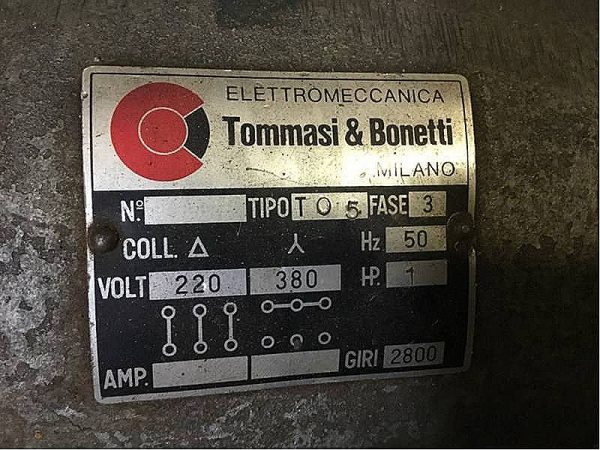 ELETTROMECCANICA
Tommasi & Bonetti
MILANO
N.º TIPO TO 5 FASE 3
COLL. Δ Y Hz 50
VOLT 220 380 HP. 1
AMP. GIRI 2800